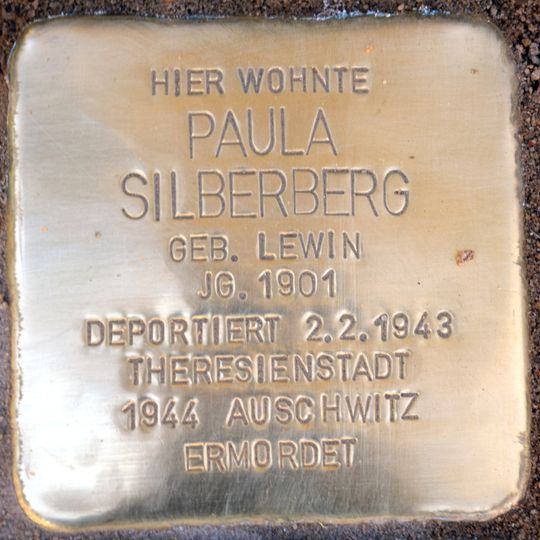 HIER WOHNTE
PAULA
SILBERBERG
GEB. LEWIN
JG. 1901
DEPORTIERT 2.2.1943
THERESIENSTADT
1944 AUSCHWITZ
ERMORDET